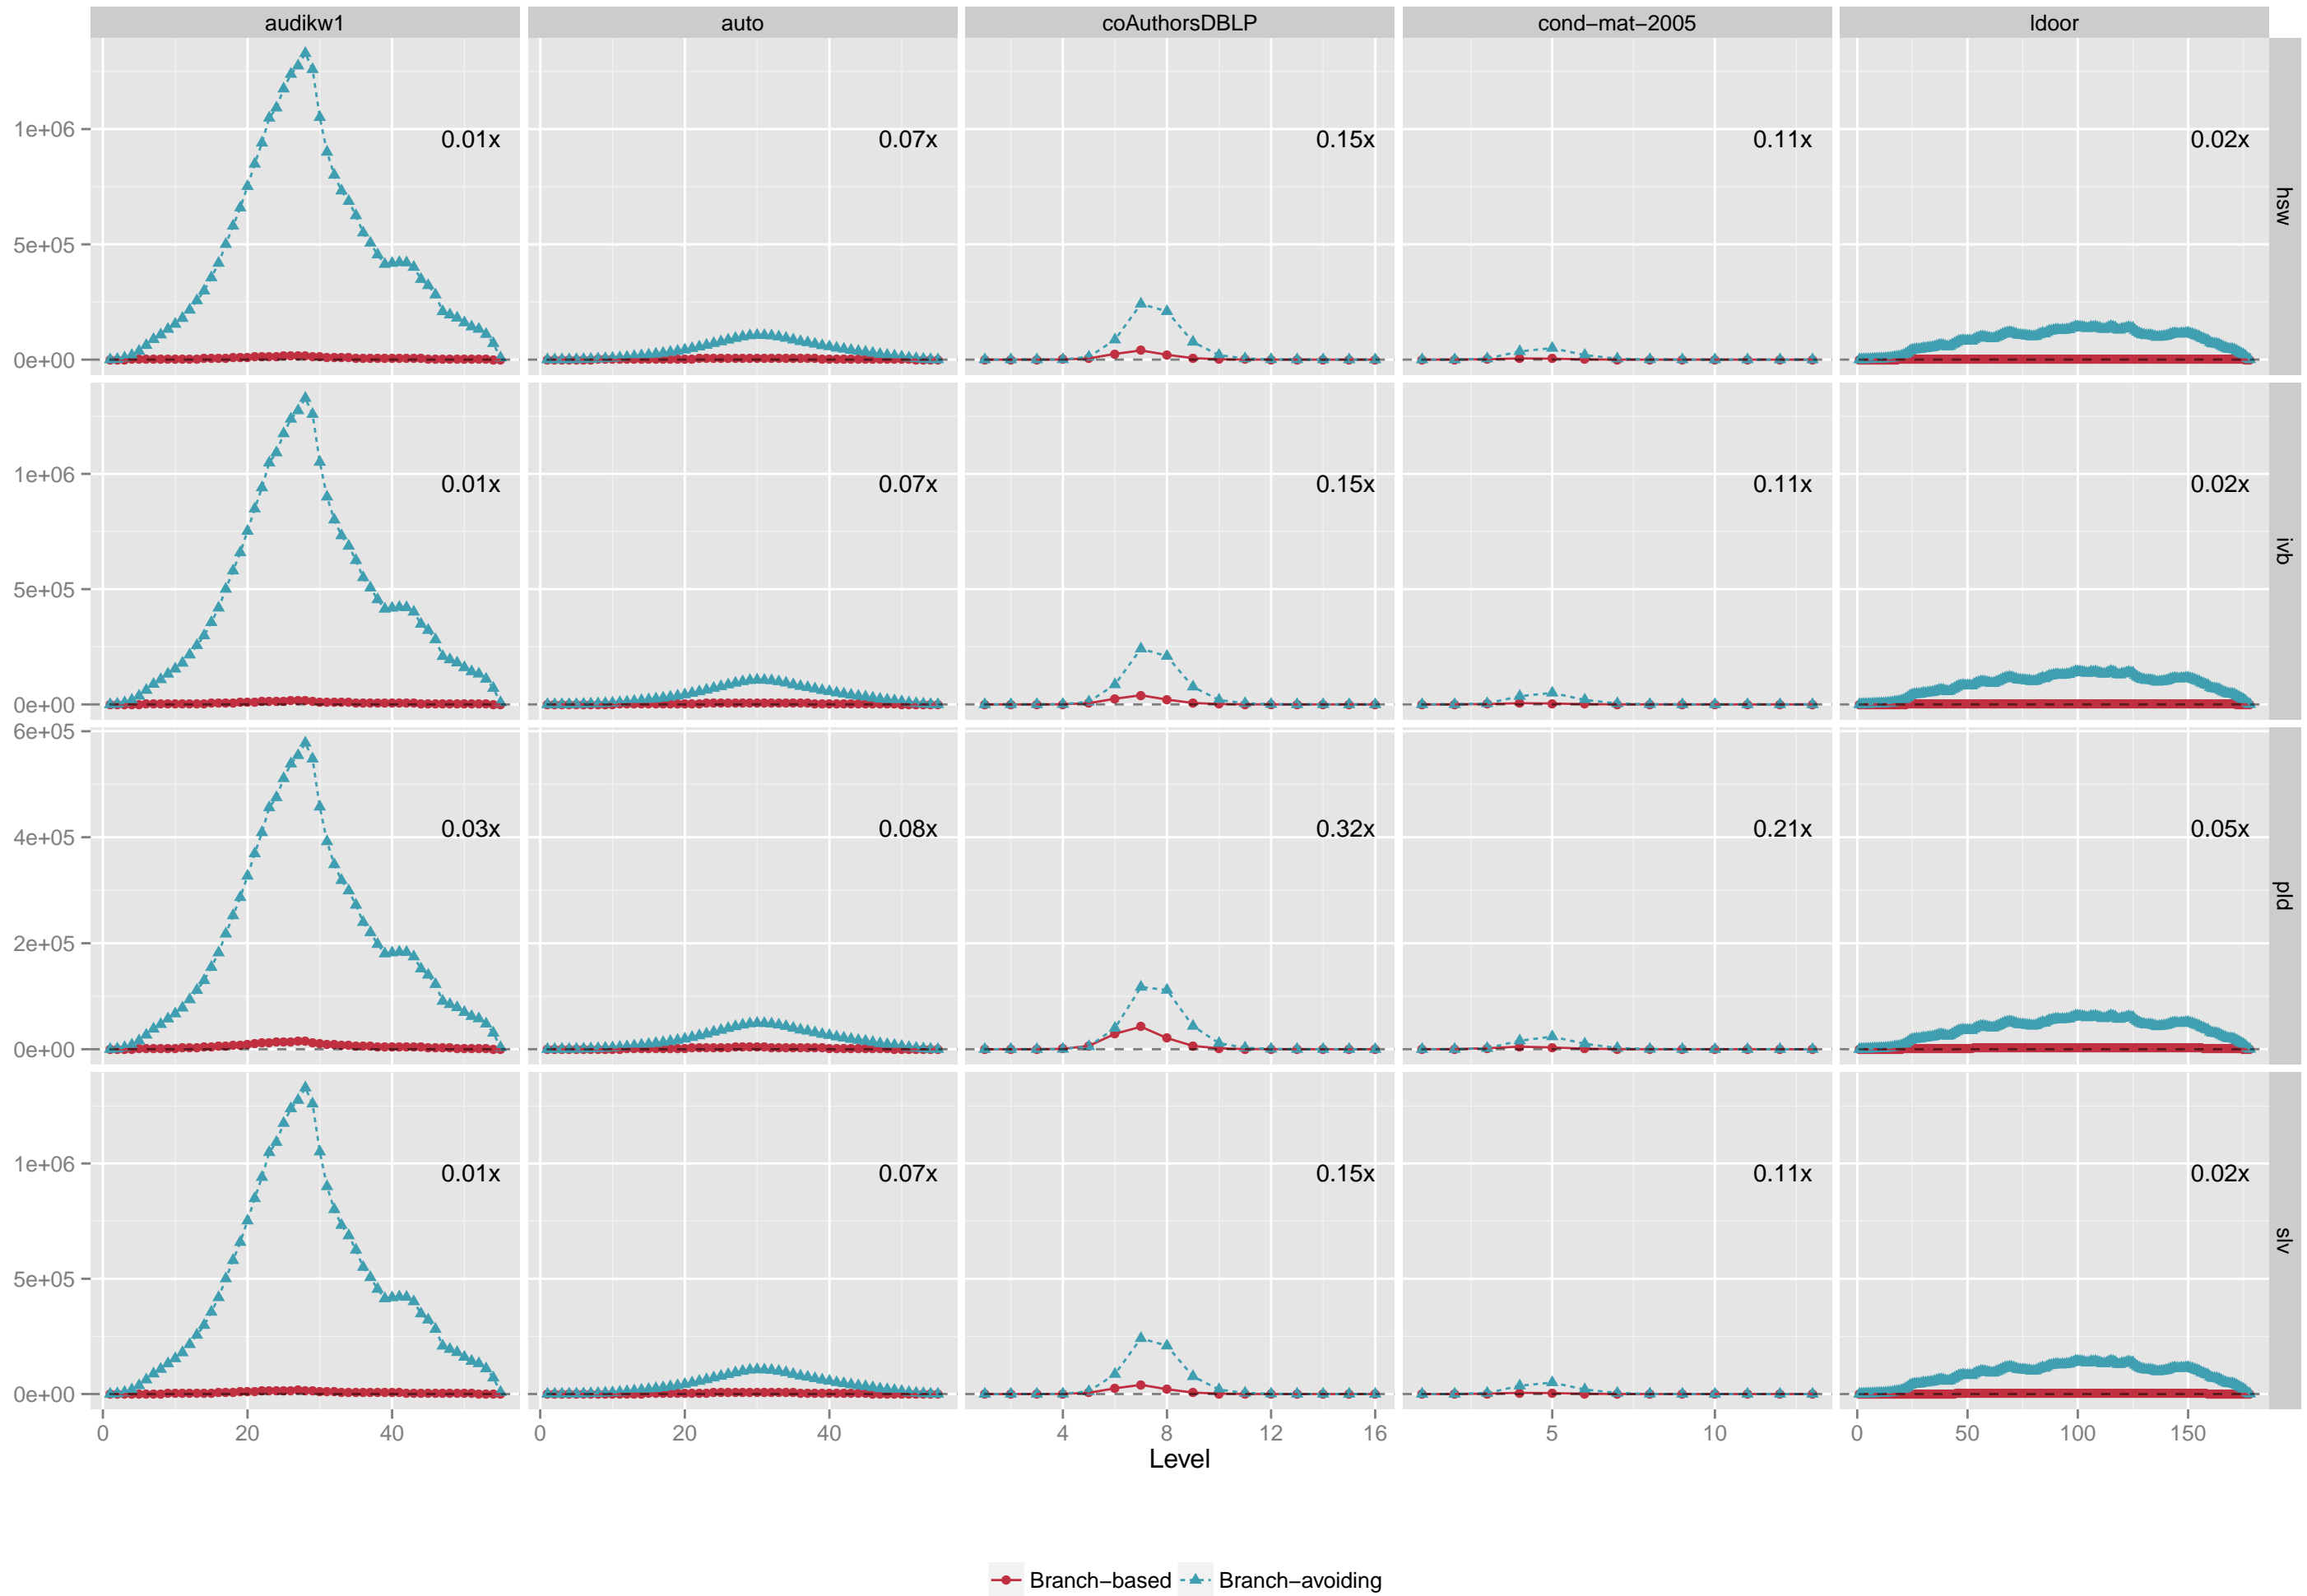 audikw1 auto coAuthorsDBLP cond−mat−2005 ldoor
1e+06
5e+05
0e+00
0.01x 0.07x 0.15x 0.11x 0.02x
hsw
1e+06
5e+05
0e+00
0.01x 0.07x 0.15x 0.11x 0.02x
ivb
6e+05
4e+05
2e+05
0e+00
0.03x 0.08x 0.32x 0.21x 0.05x
pld
1e+06
5e+05
0e+00
0.01x 0.07x 0.15x 0.11x 0.02x
slv
0 20 40 0 20 40 4 8 12 16 5 10 0 50 100 150
Level
Branch−based Branch−avoiding